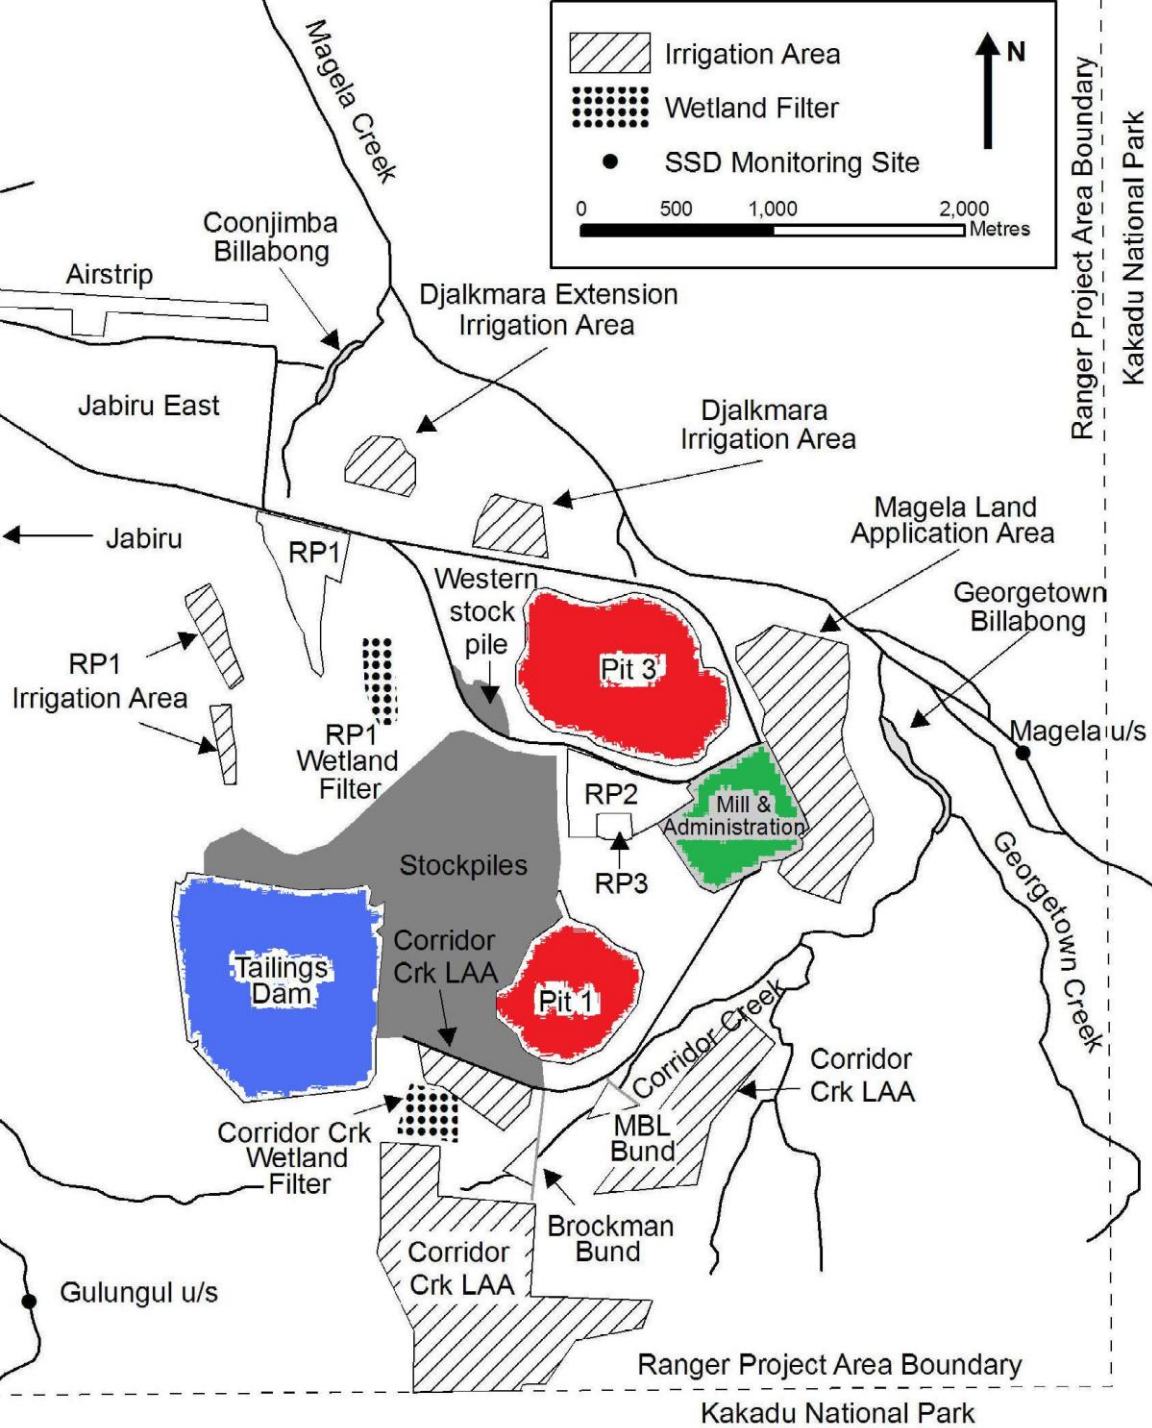 Irrigation Area
N
Wetland Filter
SSD Monitoring Site
0 500 1,000 2,000
Metres
Ranger Project Area Boundary
Kakadu National Park
Magela Creek
Coonjimba
Billabong
Airstrip
Djalkmara Extension
Irrigation Area
Jabiru East
Djalkmara
Irrigation Area
Magela Land
Application Area
Jabiru
RP1
Western
stock
pile
Georgetown
Billabong
RP1
Irrigation Area
Pit 3
Magela u/s
RP1
Wetland
Filter
RP2
Mill &
Administration
RP3
Stockpiles
Georgetown Creek
Corridor
Crk LAA
Tailings
Dam
Pit 1
Corridor Creek
Corridor
Crk LAA
MBL
Bund
Corridor Crk
Wetland
Filter
Brockman
Bund
Corridor
Crk LAA
Gulungul u/s
Ranger Project Area Boundary
Kakadu National Park